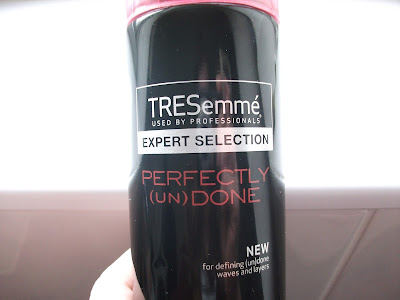 TRESemmé
USED BY PROFESSIONALS
EXPERT SELECTION
PERFECTLY
(UN)DONE
NEW
for defining (un)done
waves and layers